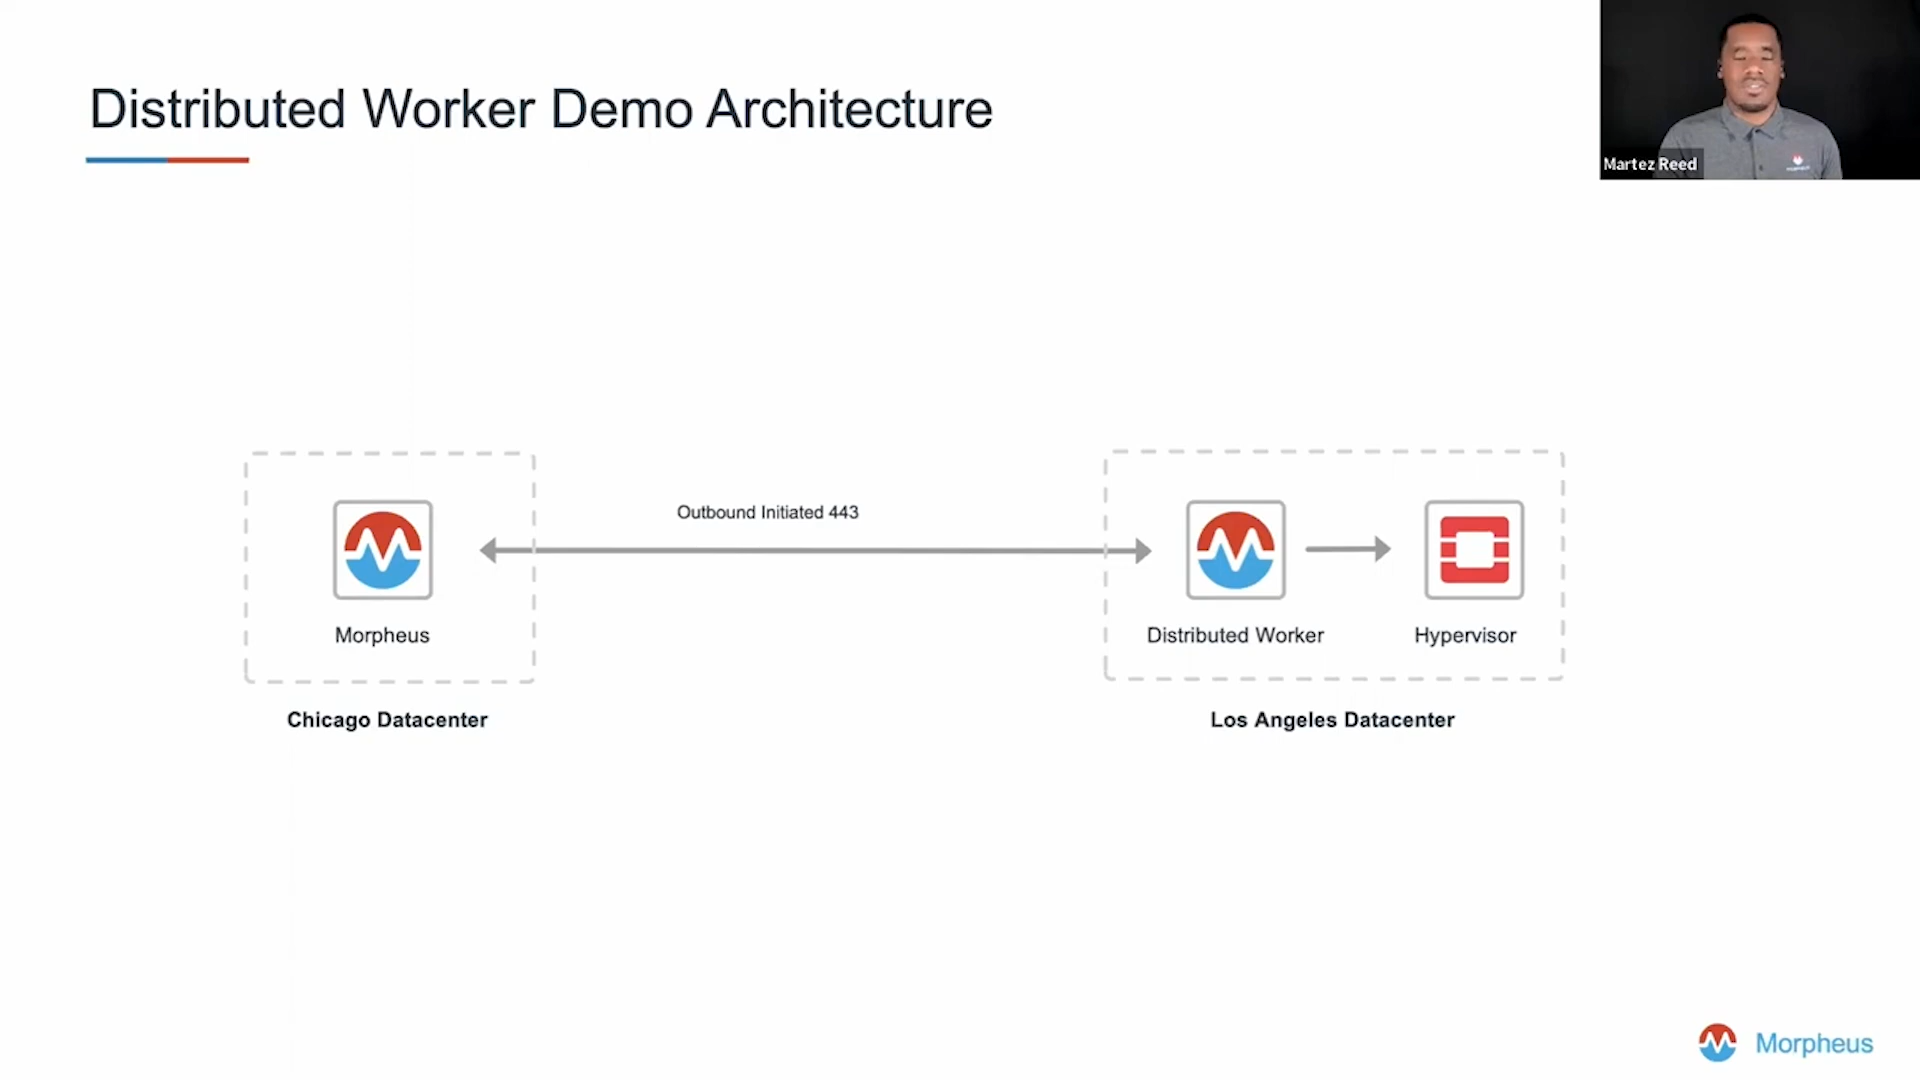 Distributed Worker Demo Architecture
Martez Reed
Outbound Initiated 443
Morpheus
Distributed Worker
Hypervisor
Chicago Datacenter
Los Angeles Datacenter
Morpheus